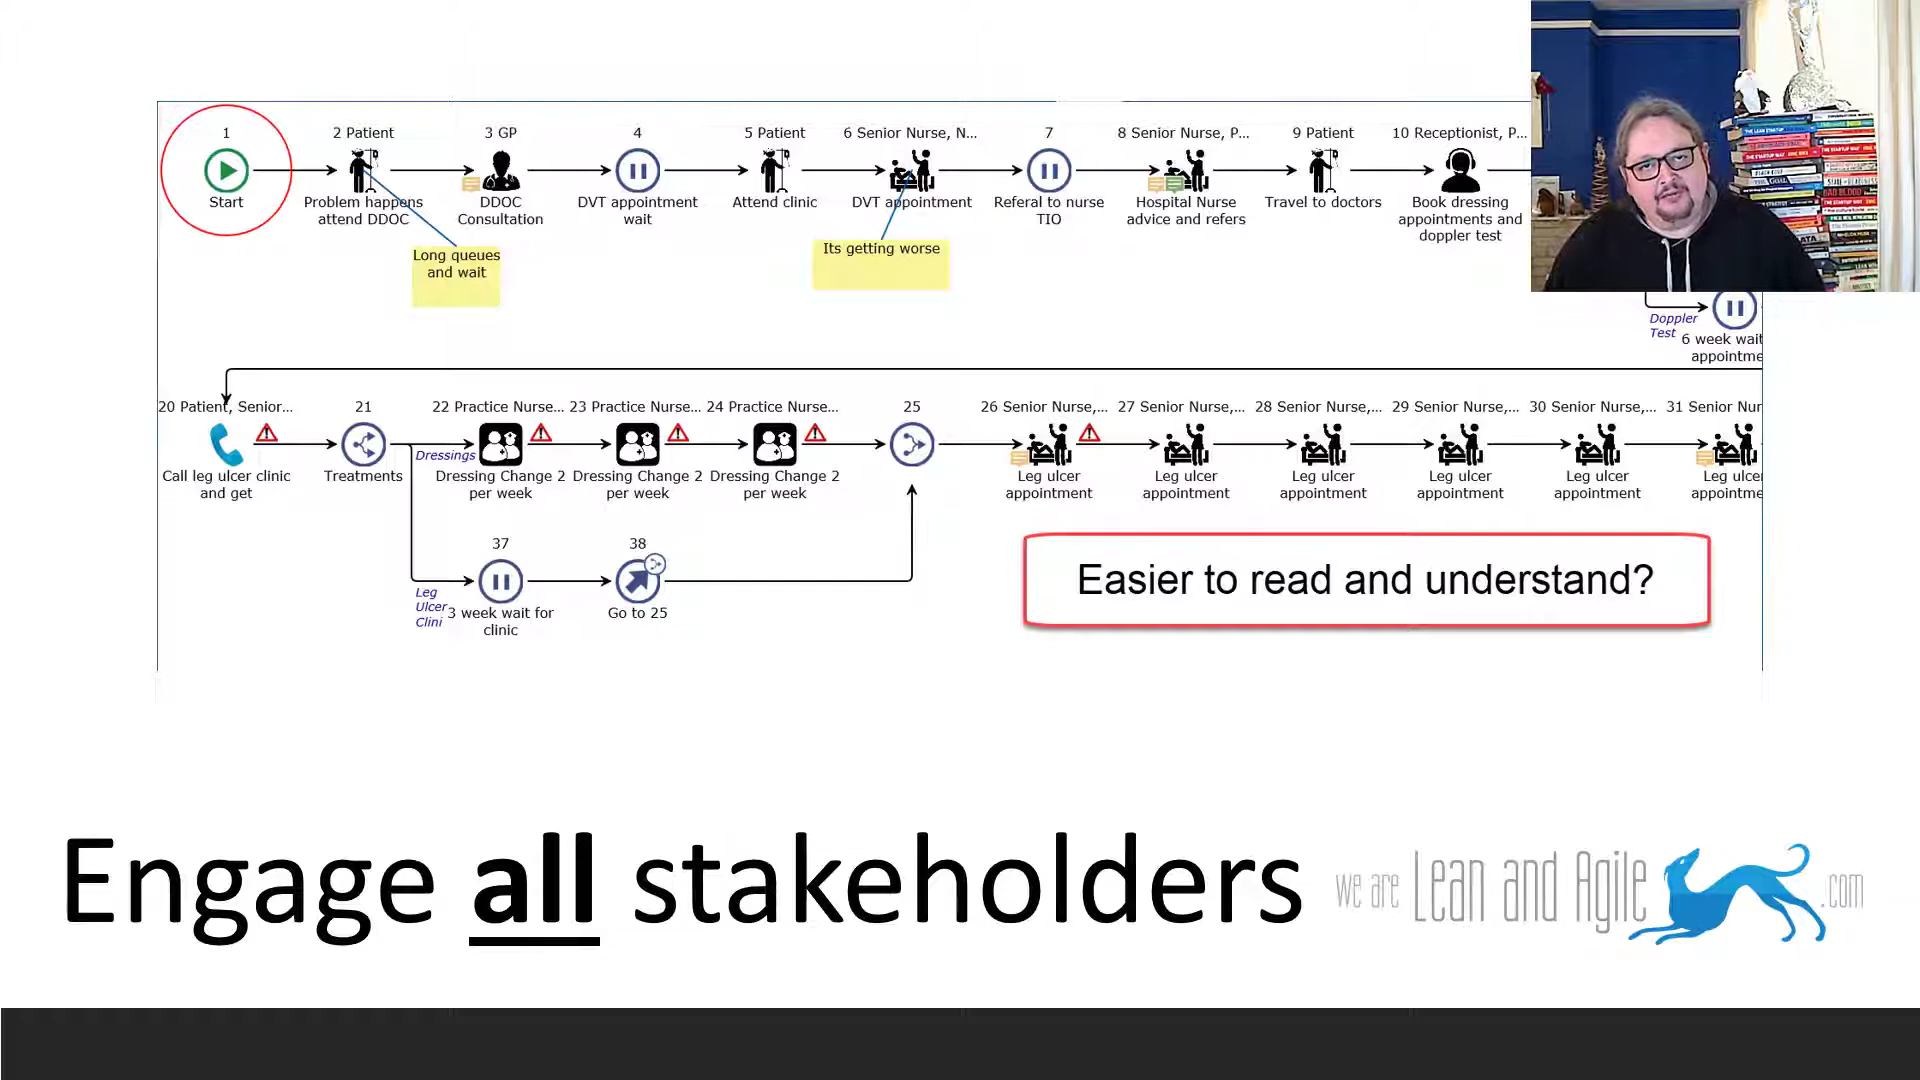 1
Start
2 Patient
Problem happens
attend DDOC
3 GP
DDOC
Consultation
4
DVT appointment
wait
5 Patient
Attend clinic
6 Senior Nurse, N...
DVT appointment
7
Referal to nurse
TIO
8 Senior Nurse, P...
Hospital Nurse
advice and refers
9 Patient
Travel to doctors
10 Receptionist, P...
Book dressing
appointments and
doppler test
Long queues
and wait
Its getting worse
Doppler
Test
6 week wait
appointme
20 Patient, Senior...
Call leg ulcer clinic
and get
21
Treatments
Dressings
22 Practice Nurse...
Dressing Change 2
per week
23 Practice Nurse...
Dressing Change 2
per week
24 Practice Nurse...
Dressing Change 2
per week
25
26 Senior Nurse,...
Leg ulcer
appointment
27 Senior Nurse,...
Leg ulcer
appointment
28 Senior Nurse,...
Leg ulcer
appointment
29 Senior Nurse,...
Leg ulcer
appointment
30 Senior Nurse,...
Leg ulcer
appointment
31 Senior Nur
Leg ulcer
appointme
Leg
Ulcer
Clini
37
3 week wait for
clinic
38
Go to 25
Easier to read and understand?
Engage all stakeholders
we are Lean and Agile .com